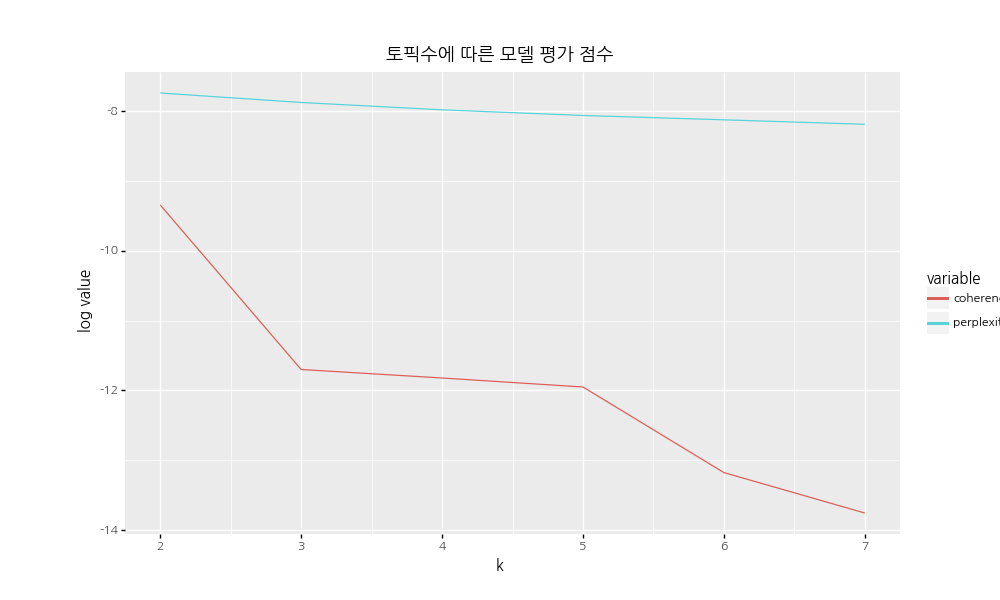 토픽수에 따른 모델 평가 점수
-8
-10
-12
-14
log value
2 3 4 5 6 7
k
variable
coheren
perplexit